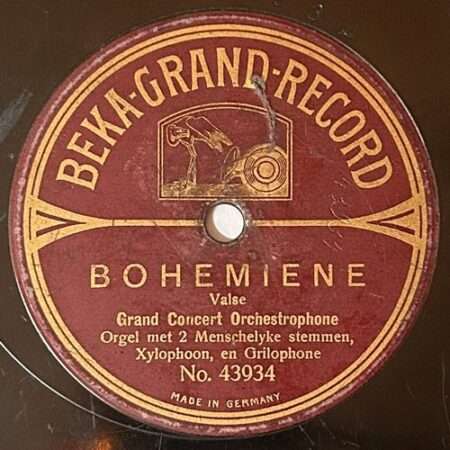 BEKA-GRAND-RECORD
BOHEMIENE
Valse
Grand Concert Orchestrophone
Orgel met 2 Menschelyke stemmen,
Xylophoon, en Grilophone
No. 43934
MADE IN GERMANY